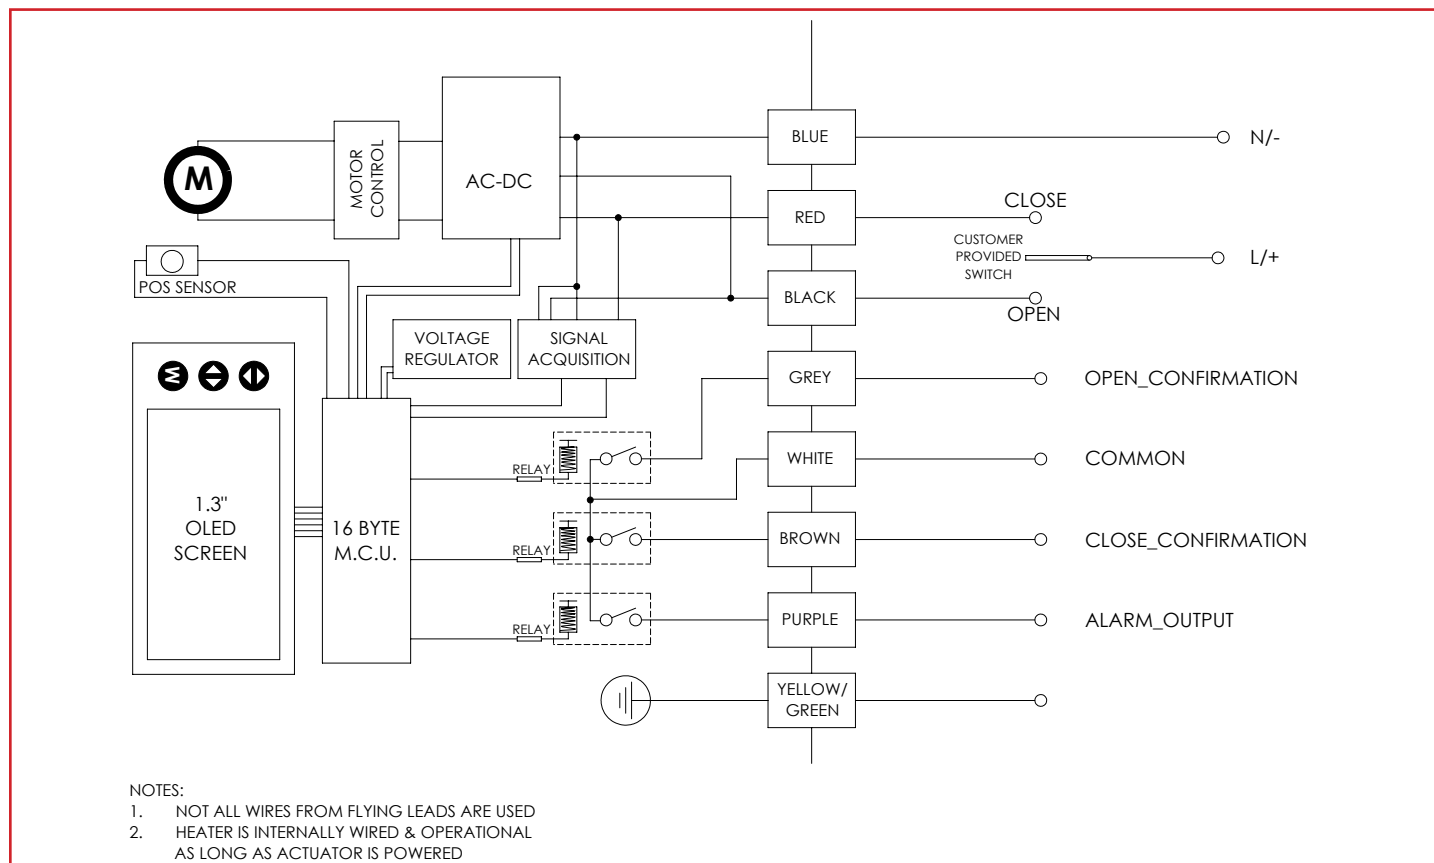 BLUE
N/-
MOTOR
CONTROL
AC-DC
M
CLOSE
RED
CUSTOMER
PROVIDED
SWITCH
L/+
POS SENSOR
BLACK
OPEN
VOLTAGE
REGULATOR
SIGNAL
ACQUISITION
M
GREY
OPEN_CONFIRMATION
RELAY
WHITE
COMMON
1.3"
OLED
SCREEN
16 BYTE
M.C.U.
RELAY
BROWN
CLOSE_CONFIRMATION
RELAY
PURPLE
ALARM_OUTPUT
YELLOW/
GREEN
NOTES:
1. NOT ALL WIRES FROM FLYING LEADS ARE USED
2. HEATER IS INTERNALLY WIRED & OPERATIONAL
AS LONG AS ACTUATOR IS POWERED